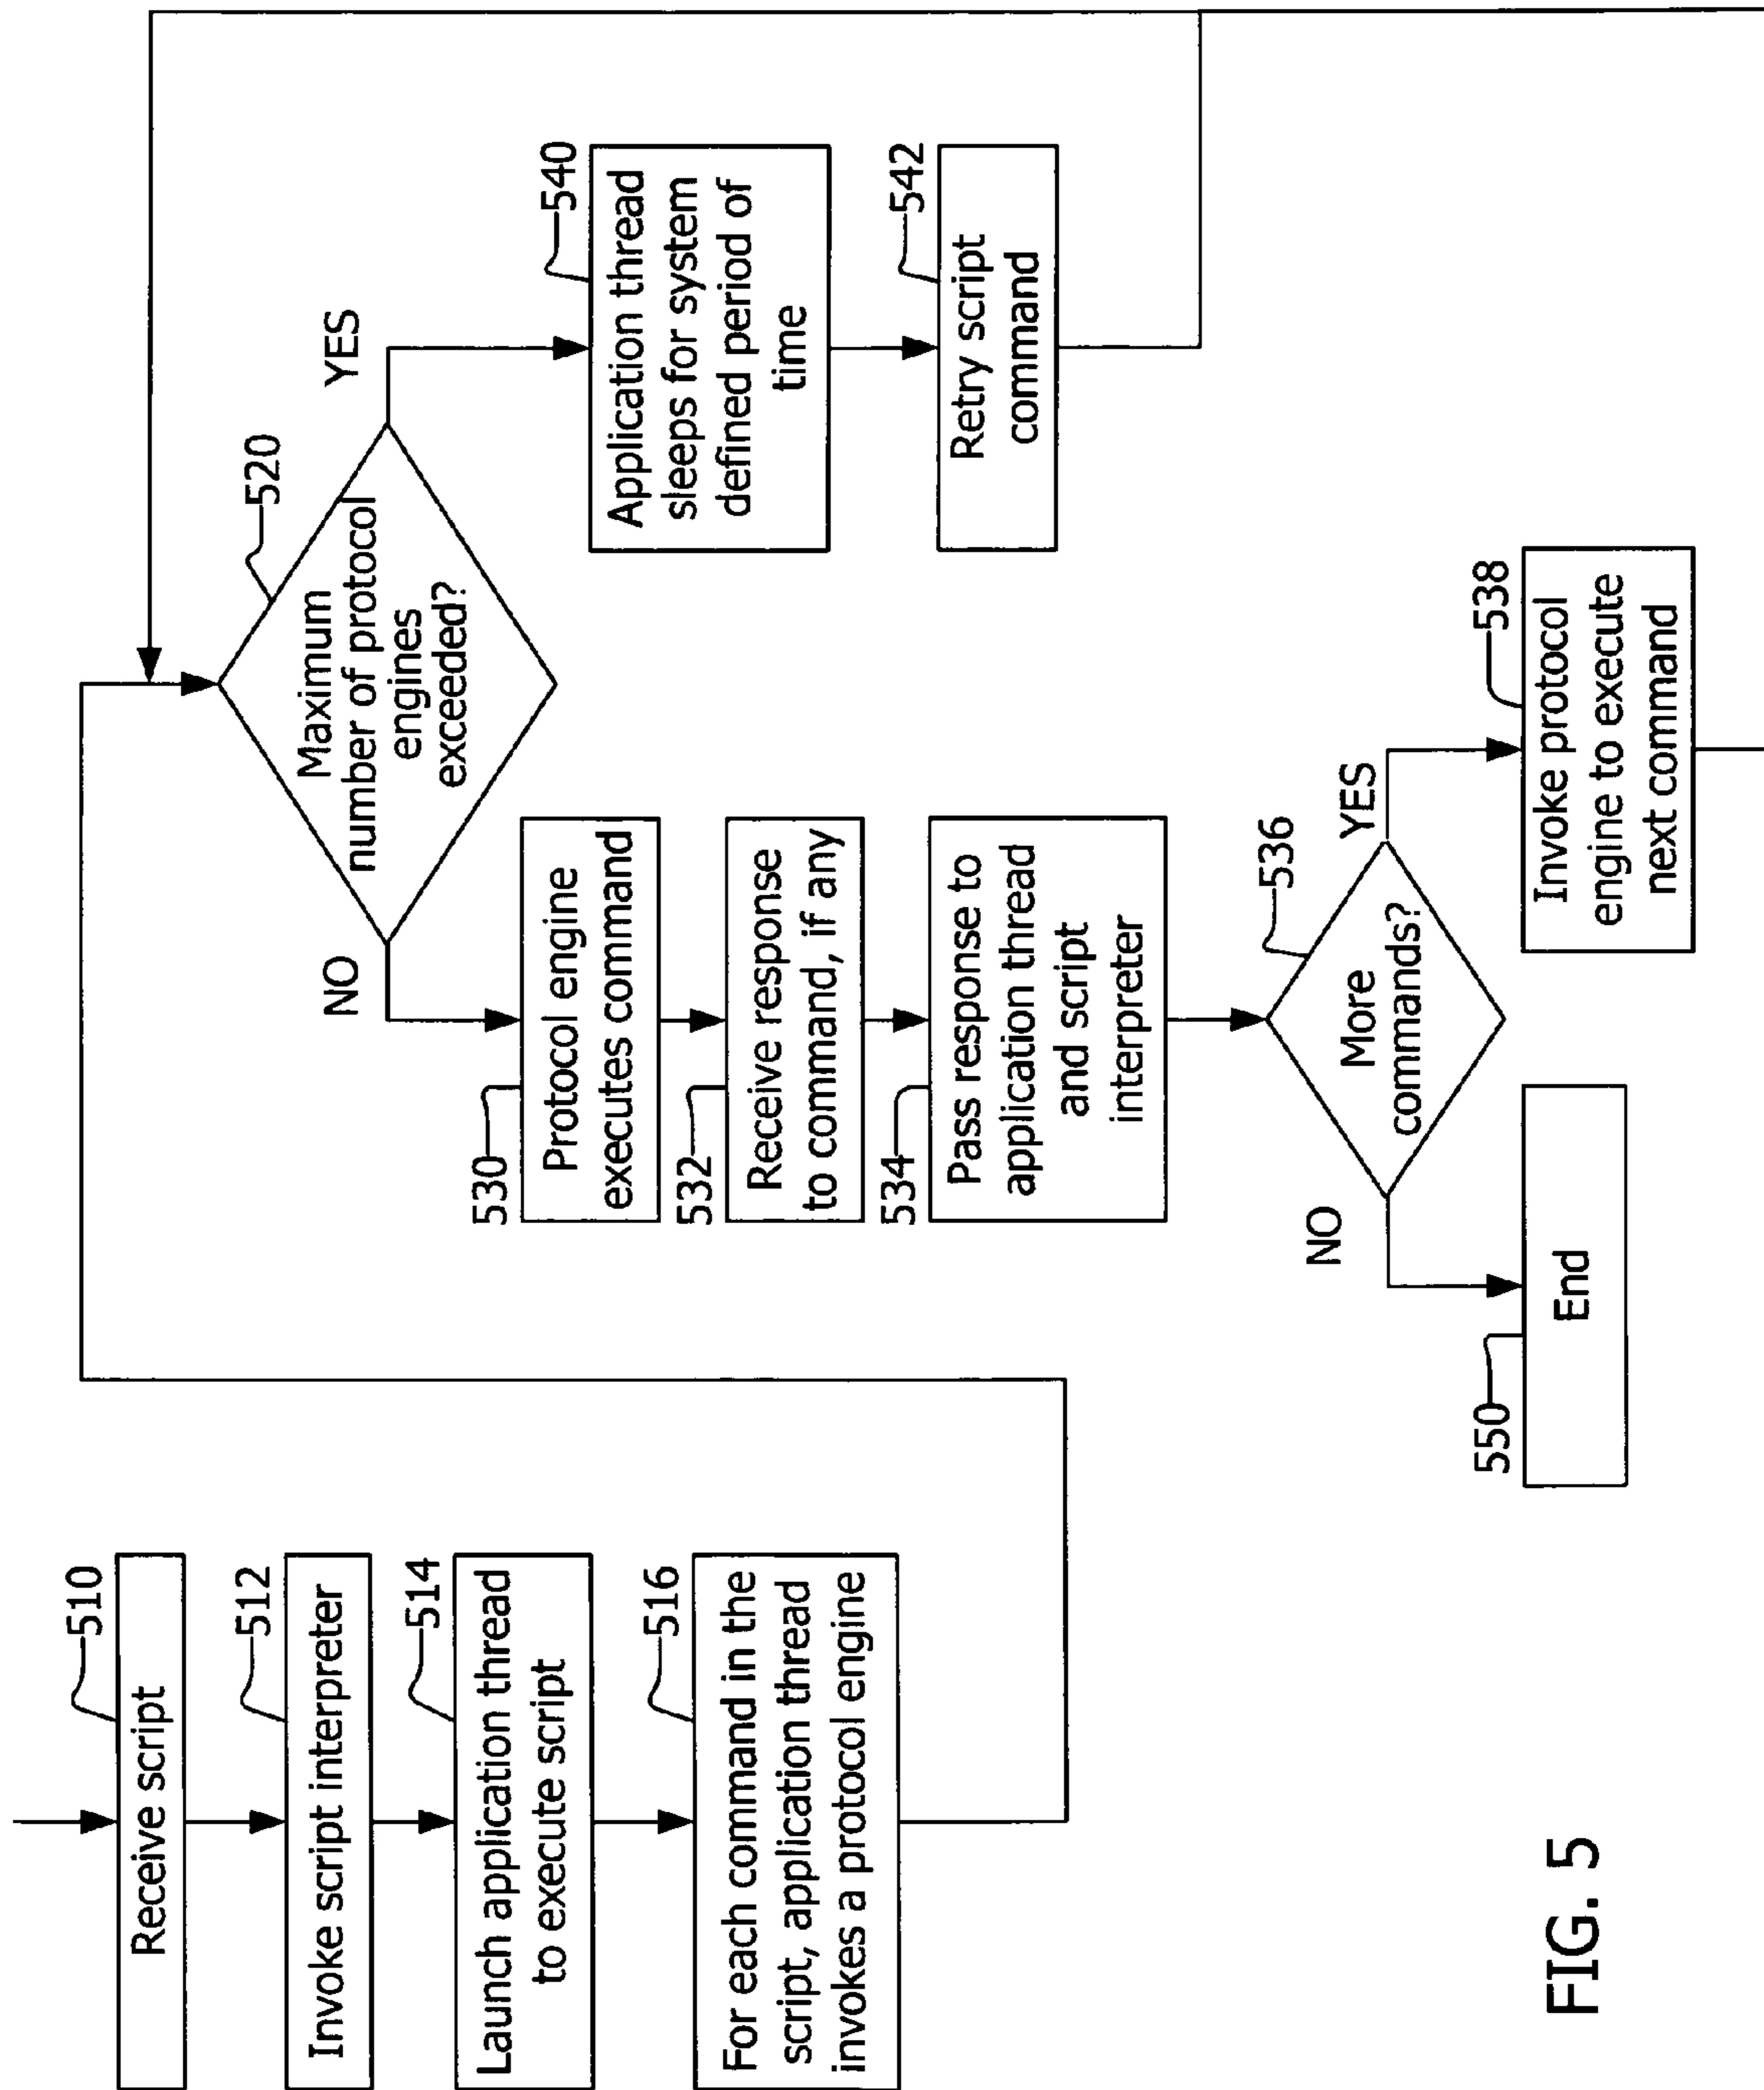 510
Receive script
512
Invoke script interpreter
514
Launch application thread
to execute script
516
For each command in the
script, application thread
invokes a protocol engine
520
Maximum
number of protocol
engines
exceeded?
NO
YES
530
Protocol engine
executes command
532
Receive response
to command, if any
534
Pass response to
application thread
and script
interpreter
536
More
commands?
NO
YES
538
Invoke protocol
engine to execute
next command
540
Application thread
sleeps for system
defined period of
time
542
Retry script
command
550
End
FIG. 5